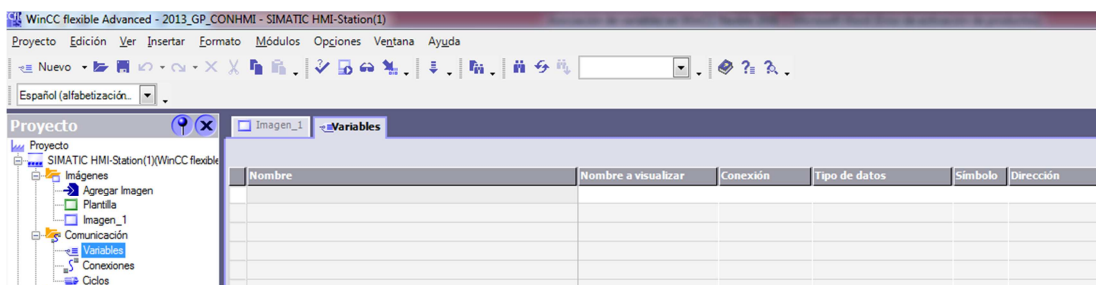 WinCC flexible Advanced - 2013_GP_CONHMI - SIMATIC HMI-Station(1)
Proyecto Edición Ver Insertar Formato Módulos Opciones Ventana Ayuda
Nuevo
Español (alfabetización..
Proyecto
Imagen_1 Variables
Proyecto
SIMATIC HMI-Station(1)(WinCC flexible
Nombre Nombre a visualizar Conexión Tipo de datos Símbolo Dirección
Imágenes
Agregar Imagen
Plantilla
Imagen_1
Comunicación
Variables
Conexiones
Ciclos